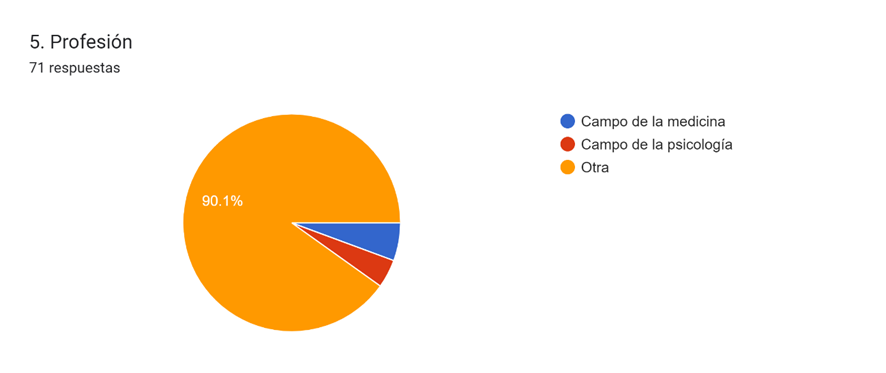 5. Profesión
71 respuestas
90.1%
Campo de la medicina
Campo de la psicología
Otra